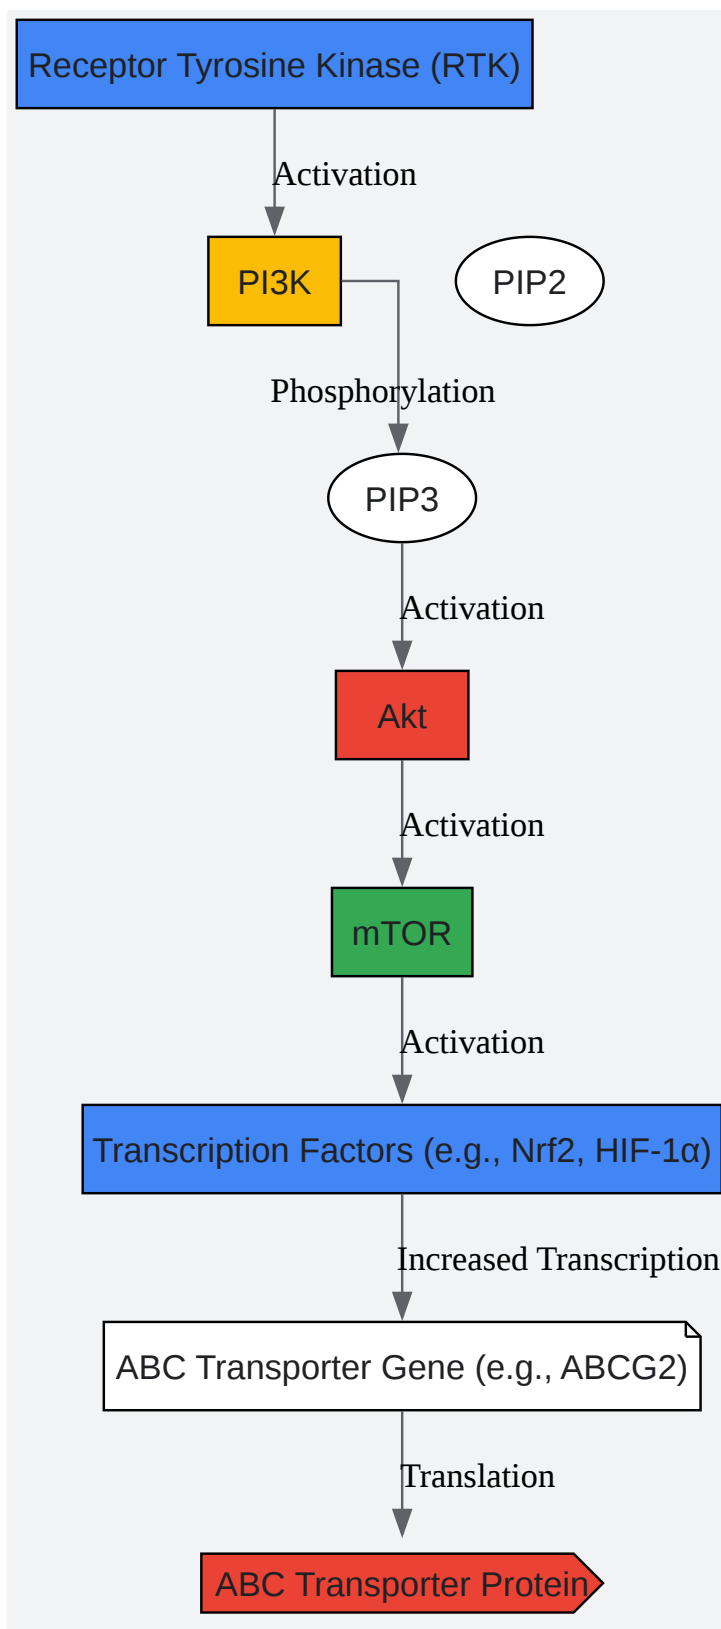 Receptor Tyrosine Kinase (RTK)
Activation
PI3K
PIP2
Phosphorylation
PIP3
Activation
Akt
Activation
mTOR
Activation
Transcription Factors (e.g., Nrf2, HIF-1α)
Increased Transcription
ABC Transporter Gene (e.g., ABCG2)
Translation
ABC Transporter Protein